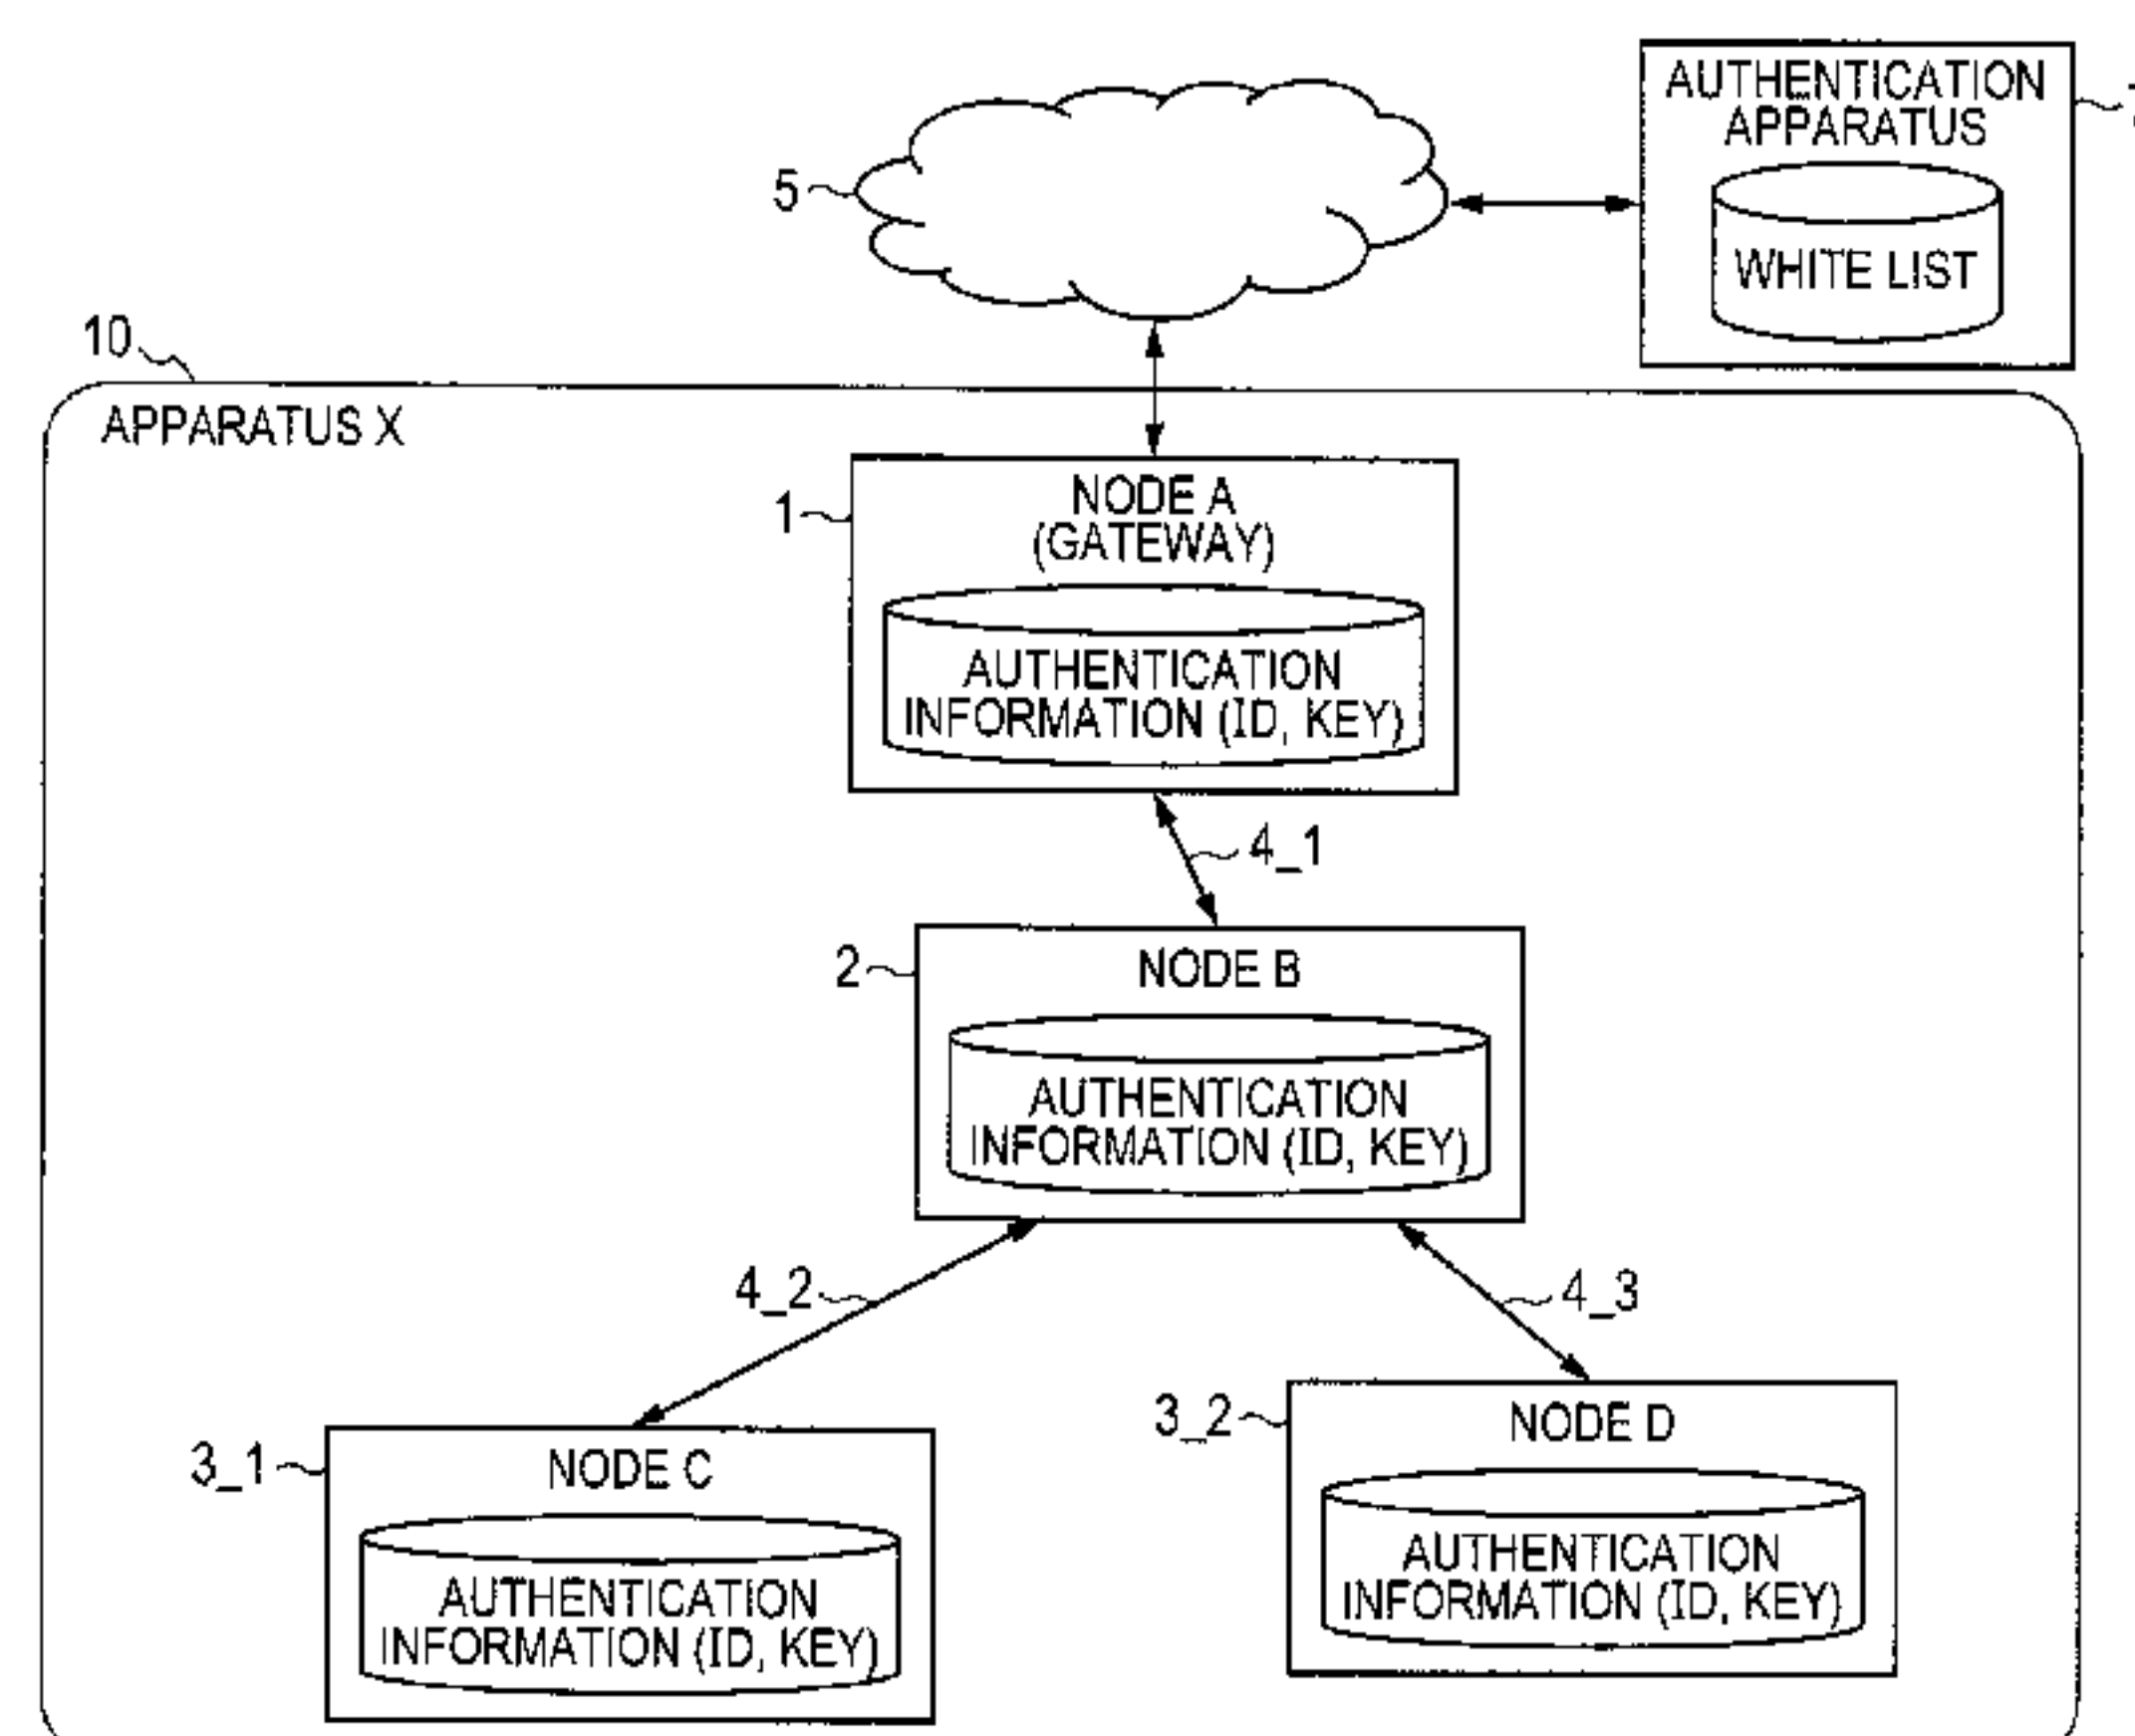 AUTHENTICATION
APPARATUS
WHITE LIST
5
10
APPARATUS X
1
NODE A
(GATEWAY)
AUTHENTICATION
INFORMATION (ID, KEY)
4_1
2
NODE B
AUTHENTICATION
INFORMATION (ID, KEY)
4_2
4_3
3_1
NODE C
AUTHENTICATION
INFORMATION (ID, KEY)
3_2
NODE D
AUTHENTICATION
INFORMATION (ID, KEY)